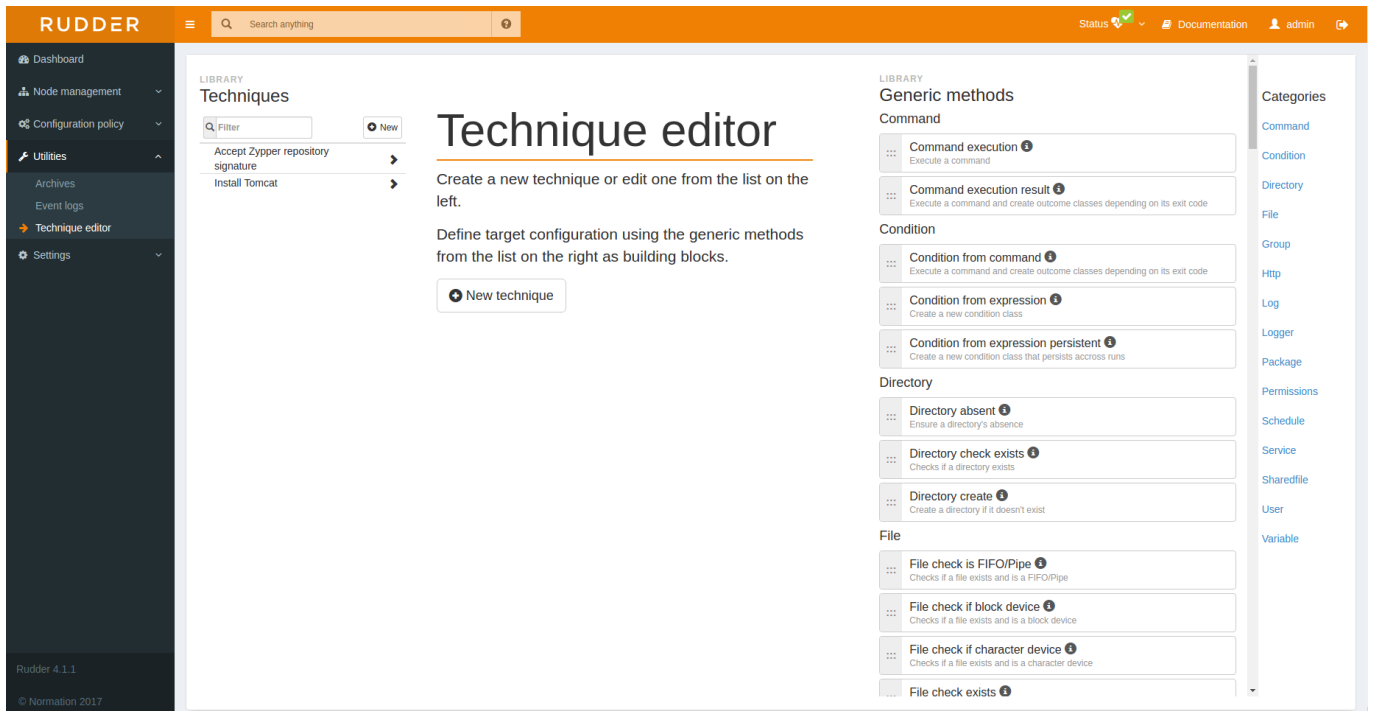 RUDDER
Search anything
Status
Documentation
admin
Dashboard
Node management
Configuration policy
Utilities
Archives
Event logs
Technique editor
Settings
Rudder 4.1.1
© Normation 2017
LIBRARY
Techniques
Filter
New
Accept Zypper repository
signature
Install Tomcat
Technique editor
Create a new technique or edit one from the list on the
left.
Define target configuration using the generic methods
from the list on the right as building blocks.
New technique
LIBRARY
Generic methods
Command
Command execution
Execute a command
Command execution result
Execute a command and create outcome classes depending on its exit code
Condition
Condition from command
Execute a command and create outcome classes depending on its exit code
Condition from expression
Create a new condition class
Condition from expression persistent
Create a new condition class that persists accross runs
Directory
Directory absent
Ensure a directory's absence
Directory check exists
Checks if a directory exists
Directory create
Create a directory if it doesn't exist
File
File check is FIFO/Pipe
Checks if a file exists and is a FIFO/Pipe
File check if block device
Checks if a file exists and is a block device
File check if character device
Checks if a file exists and is a character device
File check exists
Categories
Command
Condition
Directory
File
Group
Http
Log
Logger
Package
Permissions
Schedule
Service
Sharedfile
User
Variable